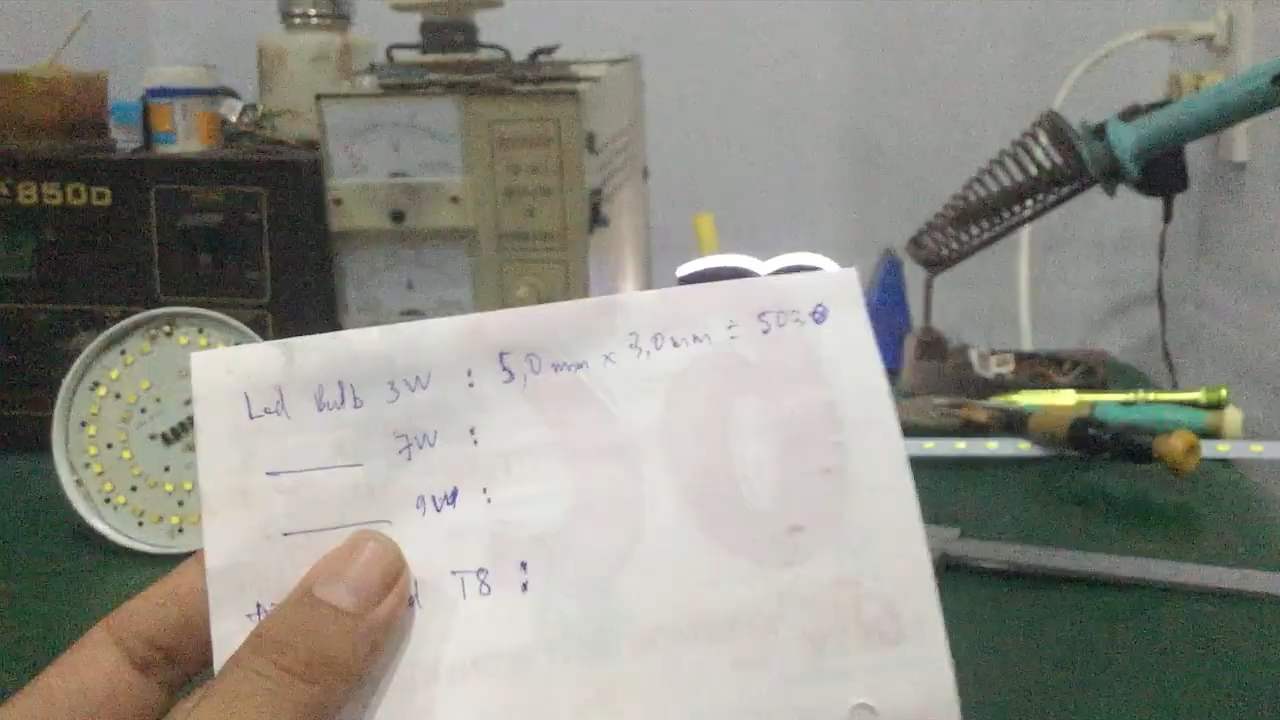 850D
Led Bulb 3W : 5,0mm x 3,0mm = 5030
7W :
9W :
T8 :